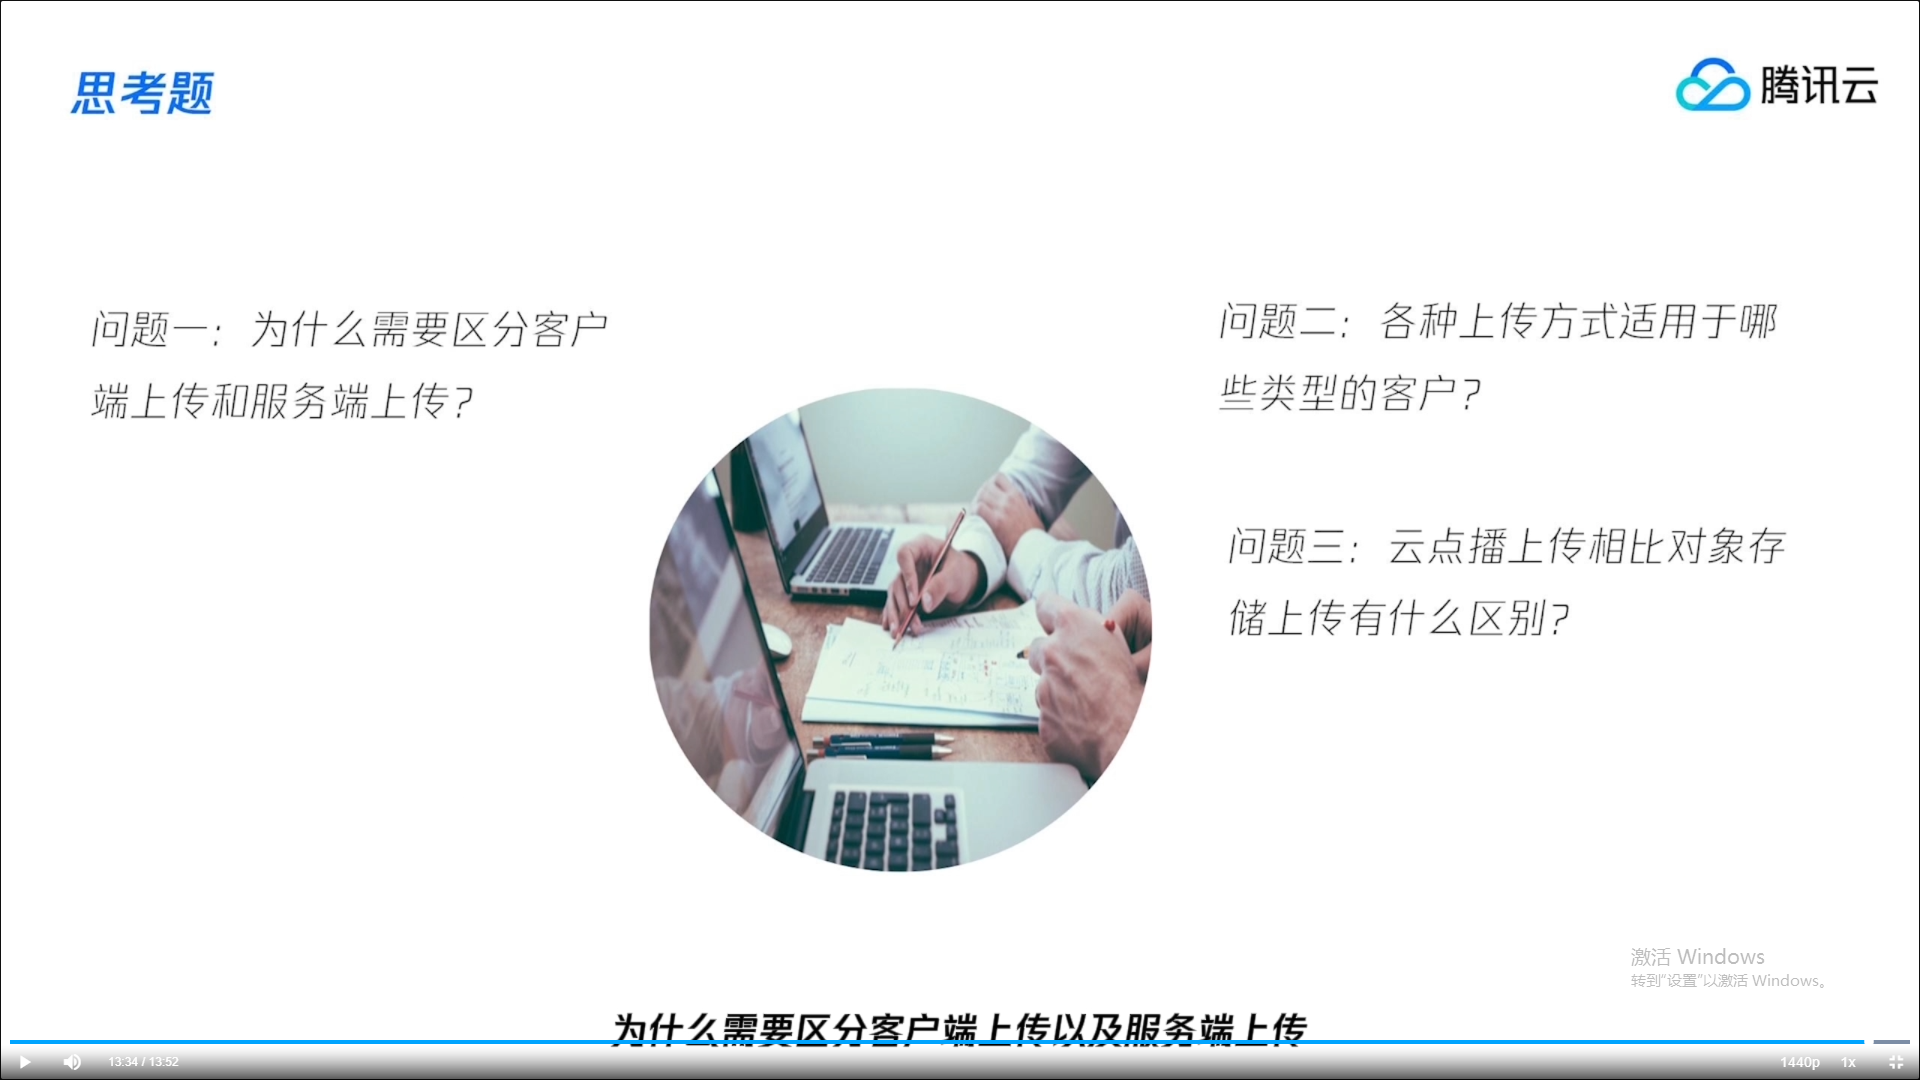 思考题
腾讯云
问题一：为什么需要区分客户
端上传和服务端上传？
问题二：各种上传方式适用于哪
些类型的客户？
问题三：云点播上传相比对象存
储上传有什么区别？
激活 Windows
转到“设置”以激活 Windows。
为什么需要区分客户端上传以及服务端上传
13:34 / 13:52
1440p
1x